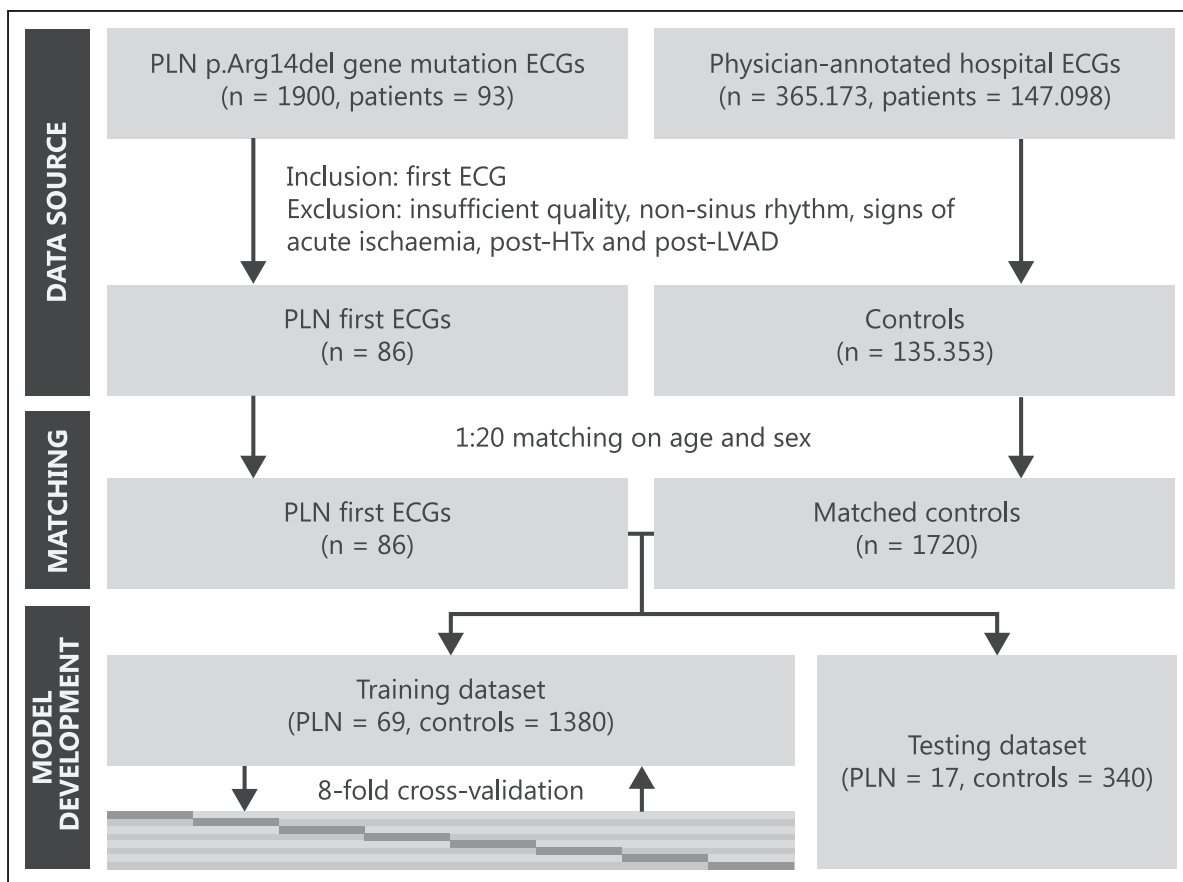 DATA SOURCE
PLN p.Arg14del gene mutation ECGs
(n = 1900, patients = 93)
Physician-annotated hospital ECGs
(n = 365.173, patients = 147.098)
Inclusion: first ECG
Exclusion: insufficient quality, non-sinus rhythm, signs of
acute ischaemia, post-HTx and post-LVAD
PLN first ECGs
(n = 86)
Controls
(n = 135.353)
MATCHING
1:20 matching on age and sex
PLN first ECGs
(n = 86)
Matched controls
(n = 1720)
MODEL
DEVELOPMENT
Training dataset
(PLN = 69, controls = 1380)
8-fold cross-validation
Testing dataset
(PLN = 17, controls = 340)